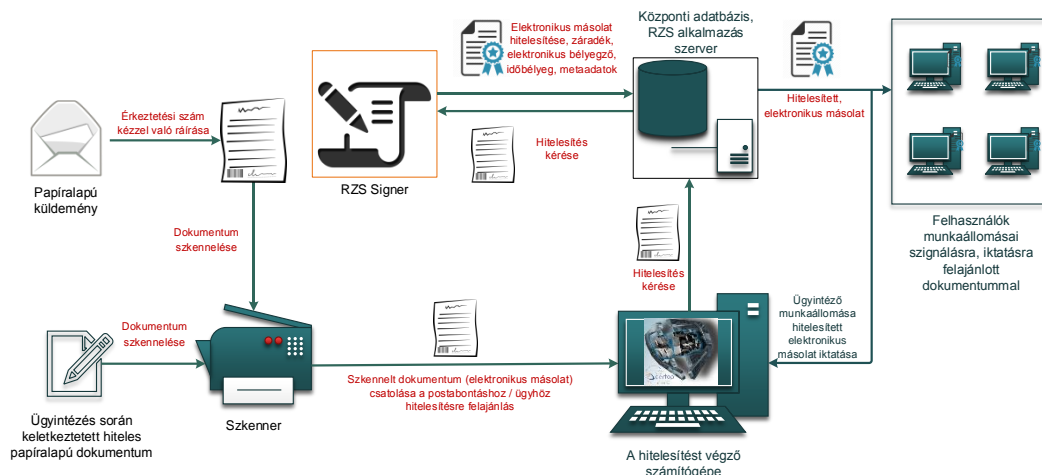 Elektronikus másolat
hitelesítése, záradék,
elektronikus bélyegző,
időbélyeg, metaadatok
Központi adatbázis,
RZS alkalmazás
szerver
Érkeztetési szám
kézzel való ráírása
Hitelesítés
kérése
Hitelesített,
elektronikus másolat
Papíralapú
küldemény
RZS Signer
Felhasználók
munkaállomásai
szignálásra, iktatásra
felajánlott
dokumentummal
Dokumentum
szkennelése
Hitelesítés
kérése
Ügyintéző
munkaállomása
hitelesített
elektronikus
másolat iktatása
Dokumentum
szkennelése
Szkennelt dokumentum (elektronikus másolat)
csatolása a postabontáshoz / ügyhöz
hitelesítésre felajánlás
Ügyintézés során
keletkeztetett hiteles
papíralapú dokumentum
Szkenner
A hitelesítést végző
számítógépe